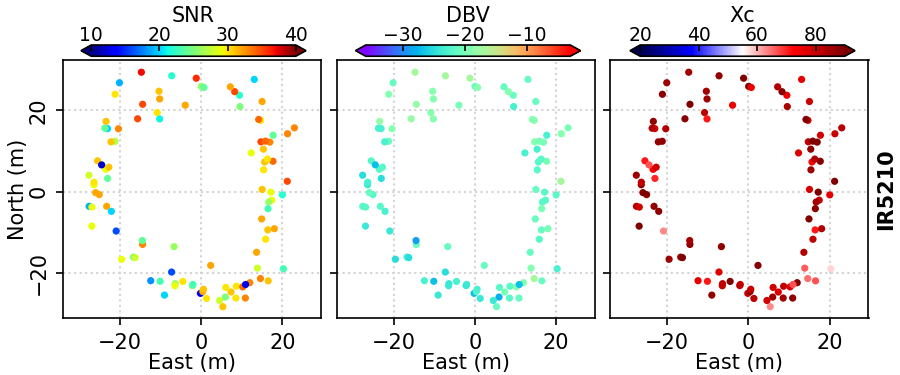 SNR DBV Xc
10 20 30 40 −30 −20 −10 20 40 60 80
20
0
−20
North (m)
IR5210
−20 0 20 −20 0 20 −20 0 20
East (m) East (m) East (m)